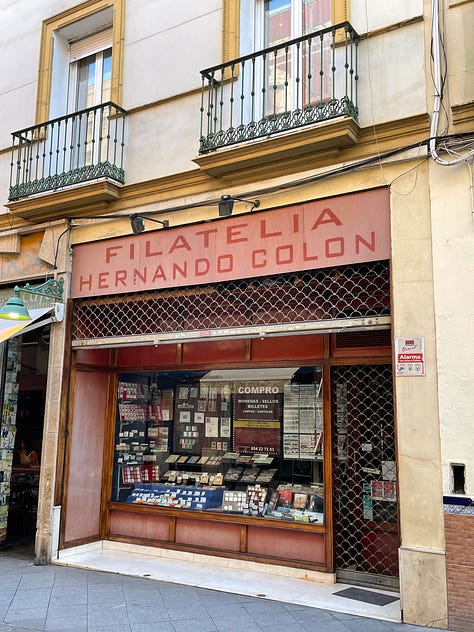 FILATELIA
HERNANDO COLON
COMPRO
MONEDAS - SELLOS
BILLETES
Alarma